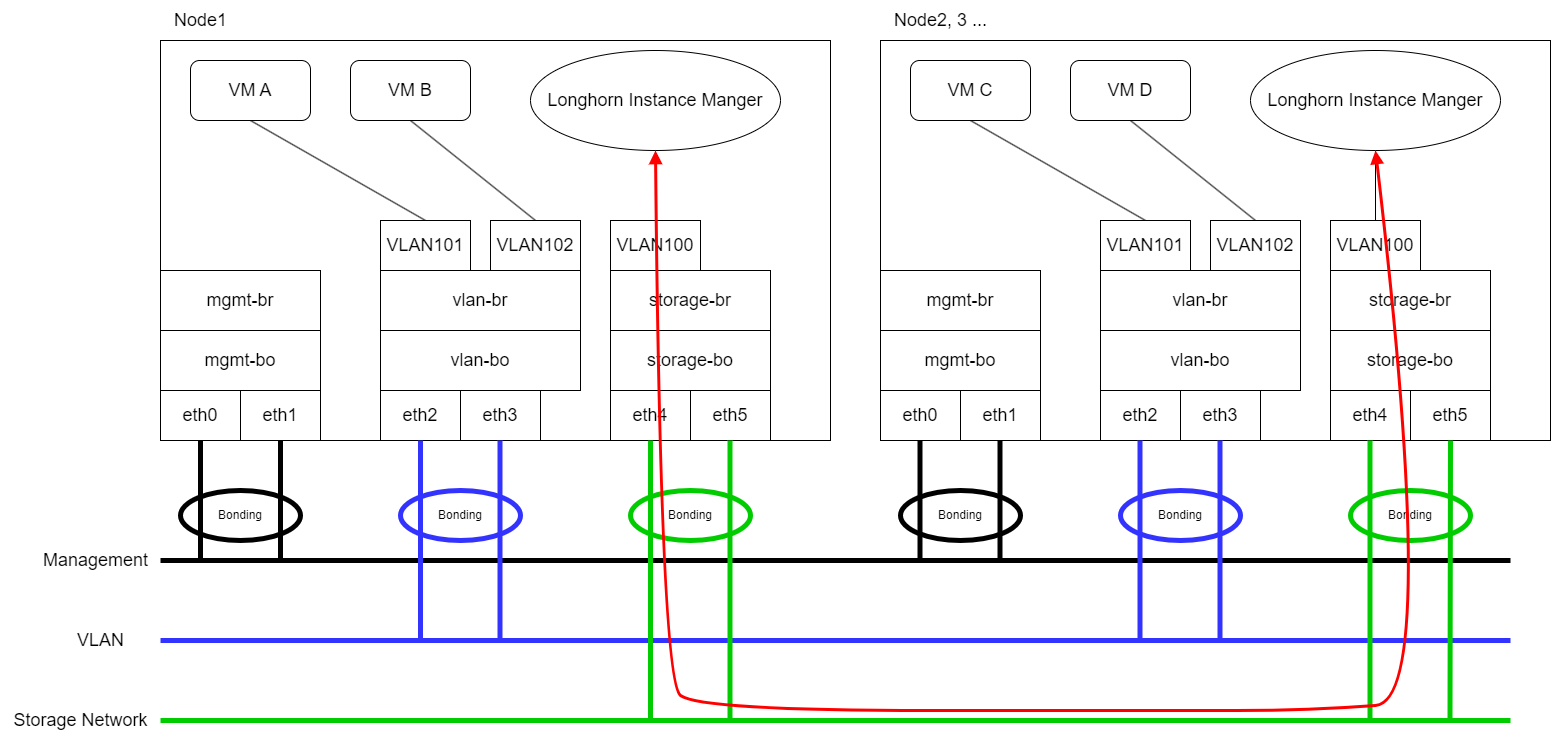 Node1
Node2, 3 ...
VM A
VM B
Longhorn Instance Manger
VM C
VM D
Longhorn Instance Manger
VLAN101
VLAN102
VLAN100
VLAN101
VLAN102
VLAN100
mgmt-br
vlan-br
storage-br
mgmt-br
vlan-br
storage-br
mgmt-bo
vlan-bo
storage-bo
mgmt-bo
vlan-bo
storage-bo
eth0
eth1
eth2
eth3
eth4
eth5
eth0
eth1
eth2
eth3
eth4
eth5
Bonding
Bonding
Bonding
Bonding
Bonding
Bonding
Management
VLAN
Storage Network